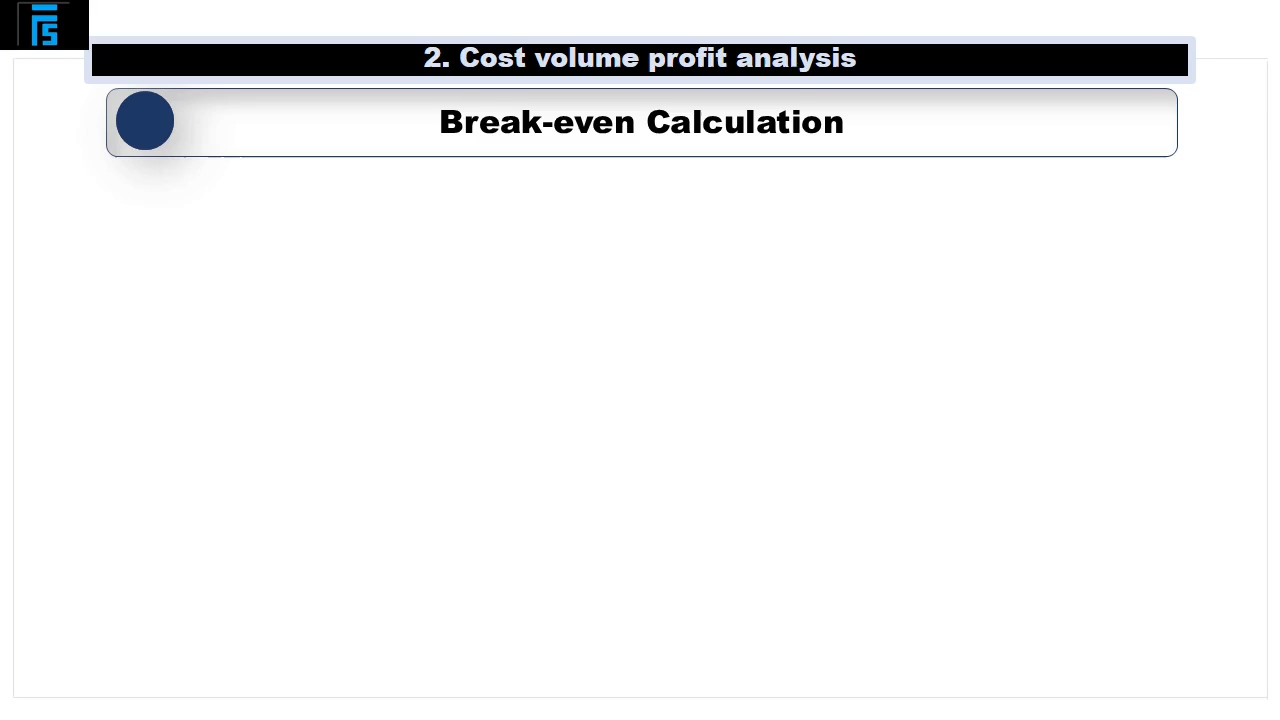 2. Cost volume profit analysis
Break-even Calculation